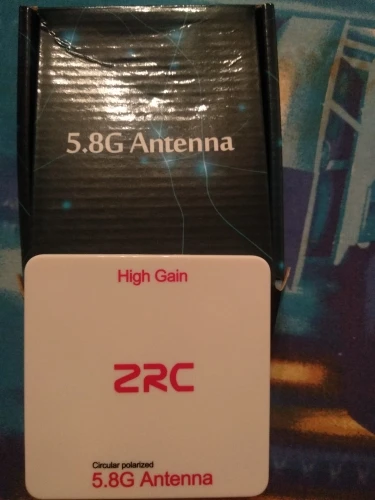 5.8G Antenna
High Gain
ZRC
Circular polarized
5.8G Antenna